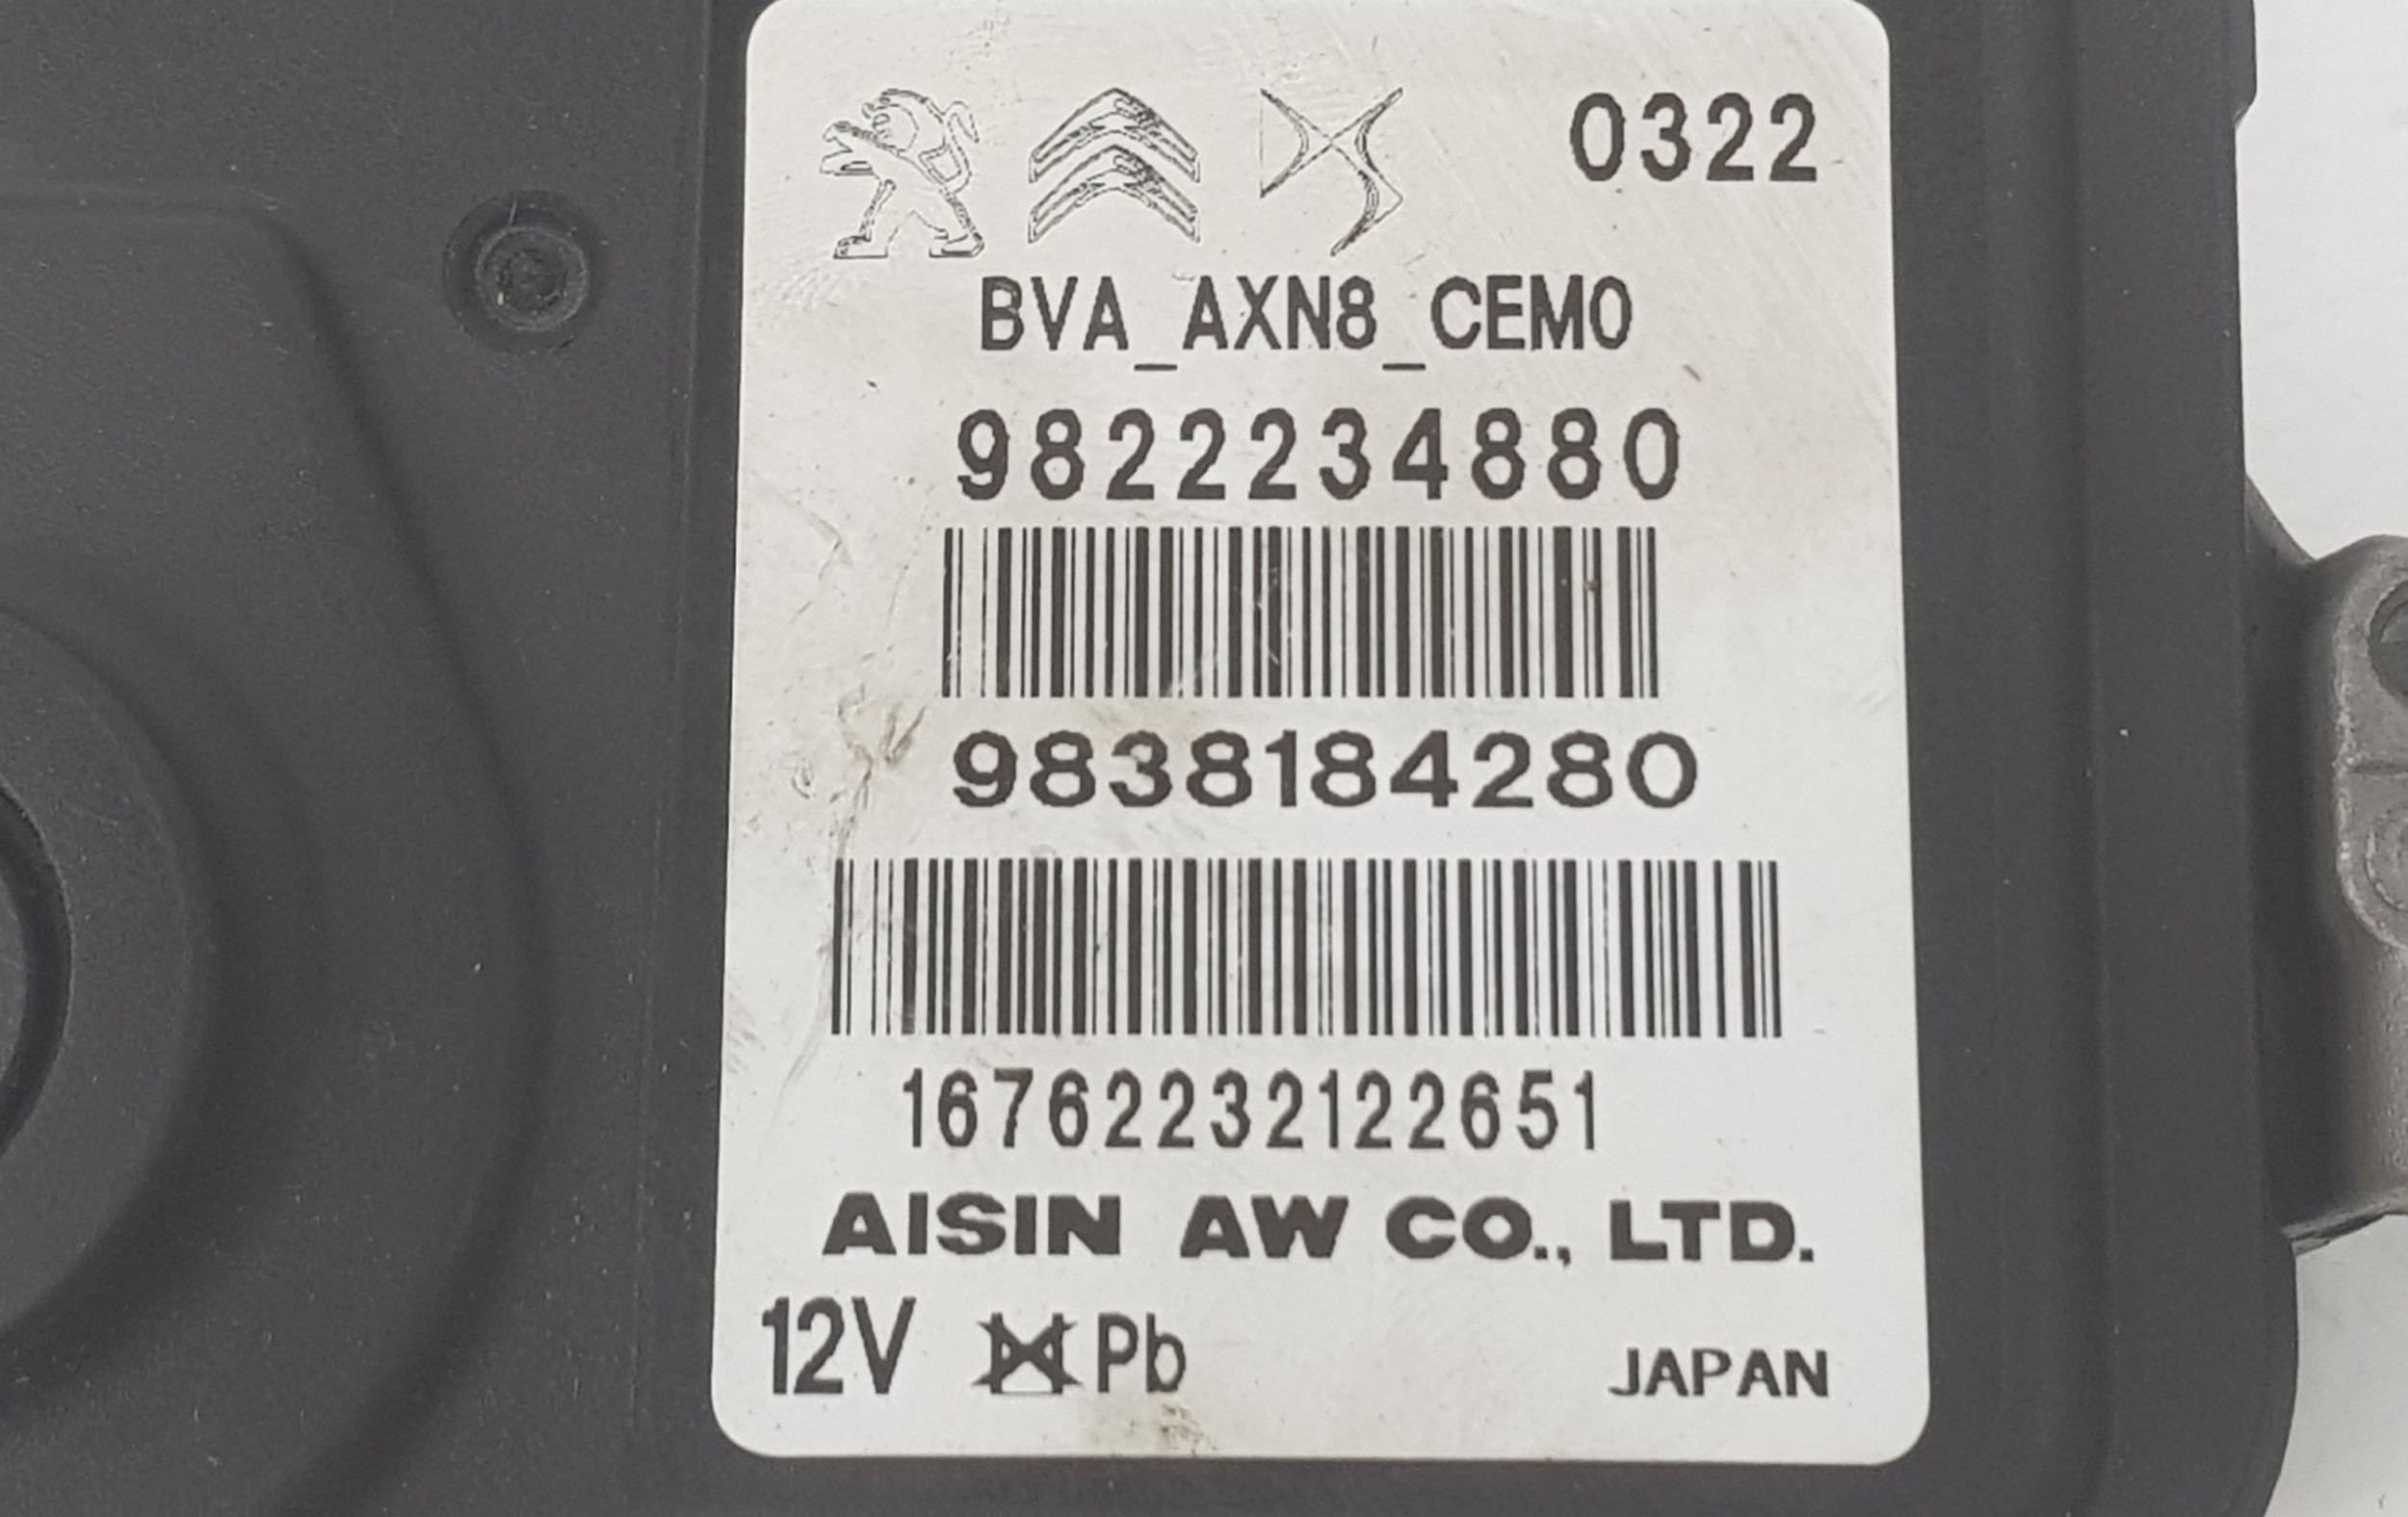 0322
BVA_AXN8_CEM0
9822234880
9838184280
16762232122651
AISIN AW CO., LTD.
12V Pb
JAPAN